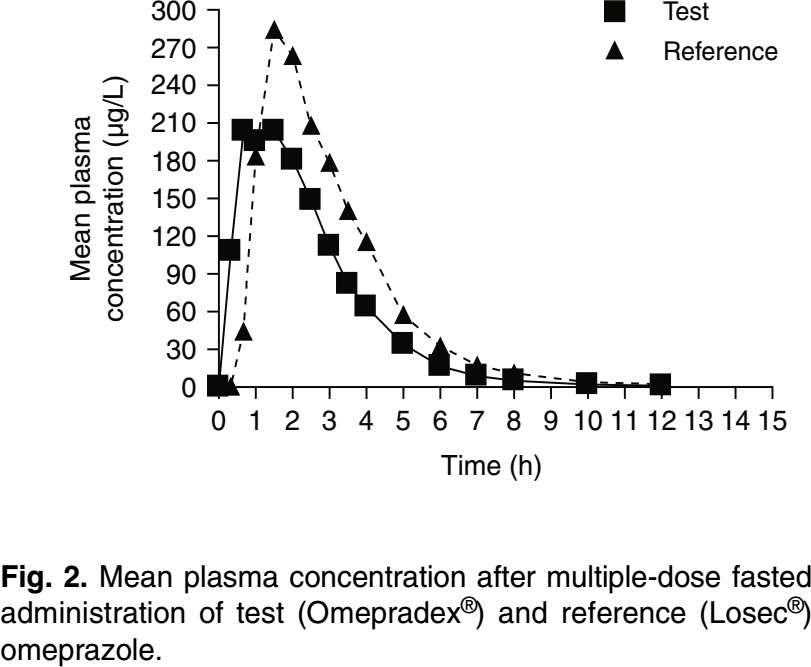 300
270
240
210
180
150
120
90
60
30
0
Mean plasma
concentration (µg/L)
Test
Reference
0 1 2 3 4 5 6 7 8 9 10 11 12 13 14 15
Time (h)
Fig. 2. Mean plasma concentration after multiple-dose fasted
administration of test (Omepradex®) and reference (Losec®)
omeprazole.